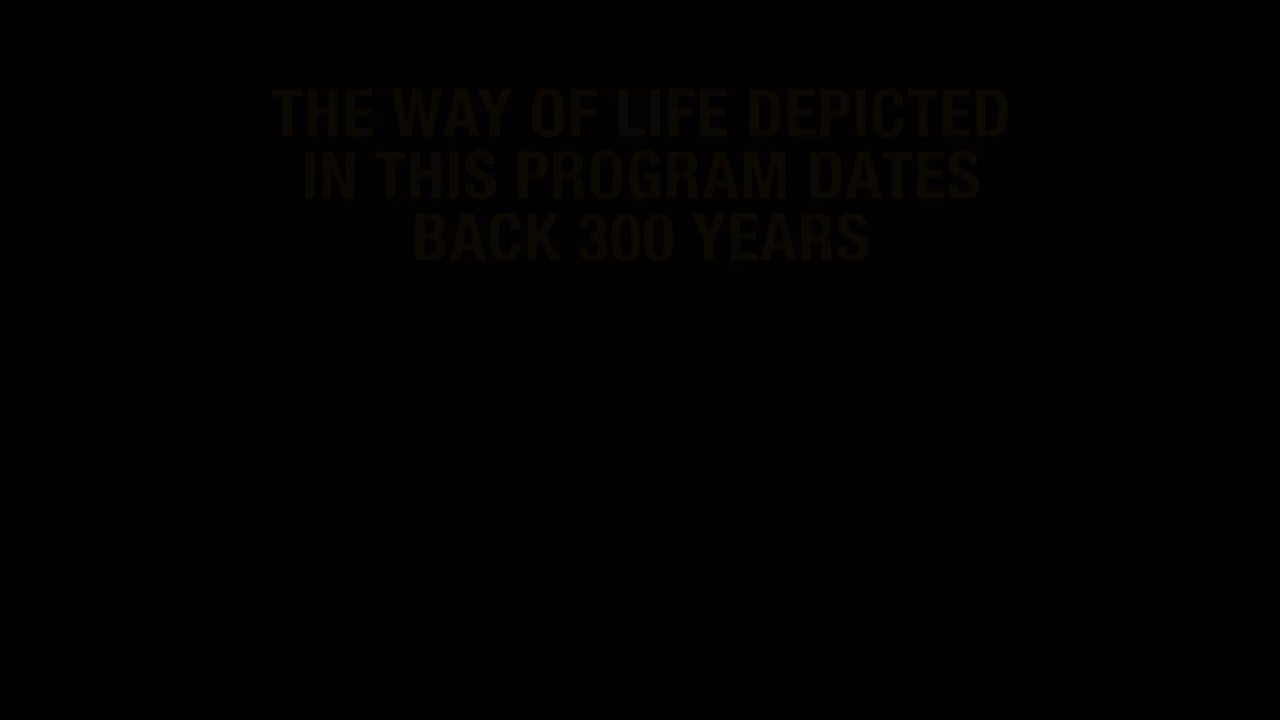 THE WAY OF LIFE DEPICTED
IN THIS PROGRAM DATES
BACK 300 YEARS